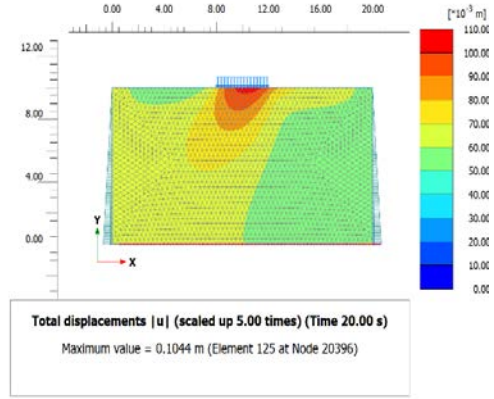 0.00 4.00 8.00 12.00 16.00 20.00
[*10⁻³ m]
110.00
100.00
90.00
80.00
70.00
60.00
50.00
40.00
30.00
20.00
10.00
0.00
12.00
8.00
4.00
0.00
Y
X
Total displacements |u| (scaled up 5.00 times) (Time 20.00 s)
Maximum value = 0.1044 m (Element 125 at Node 20396)